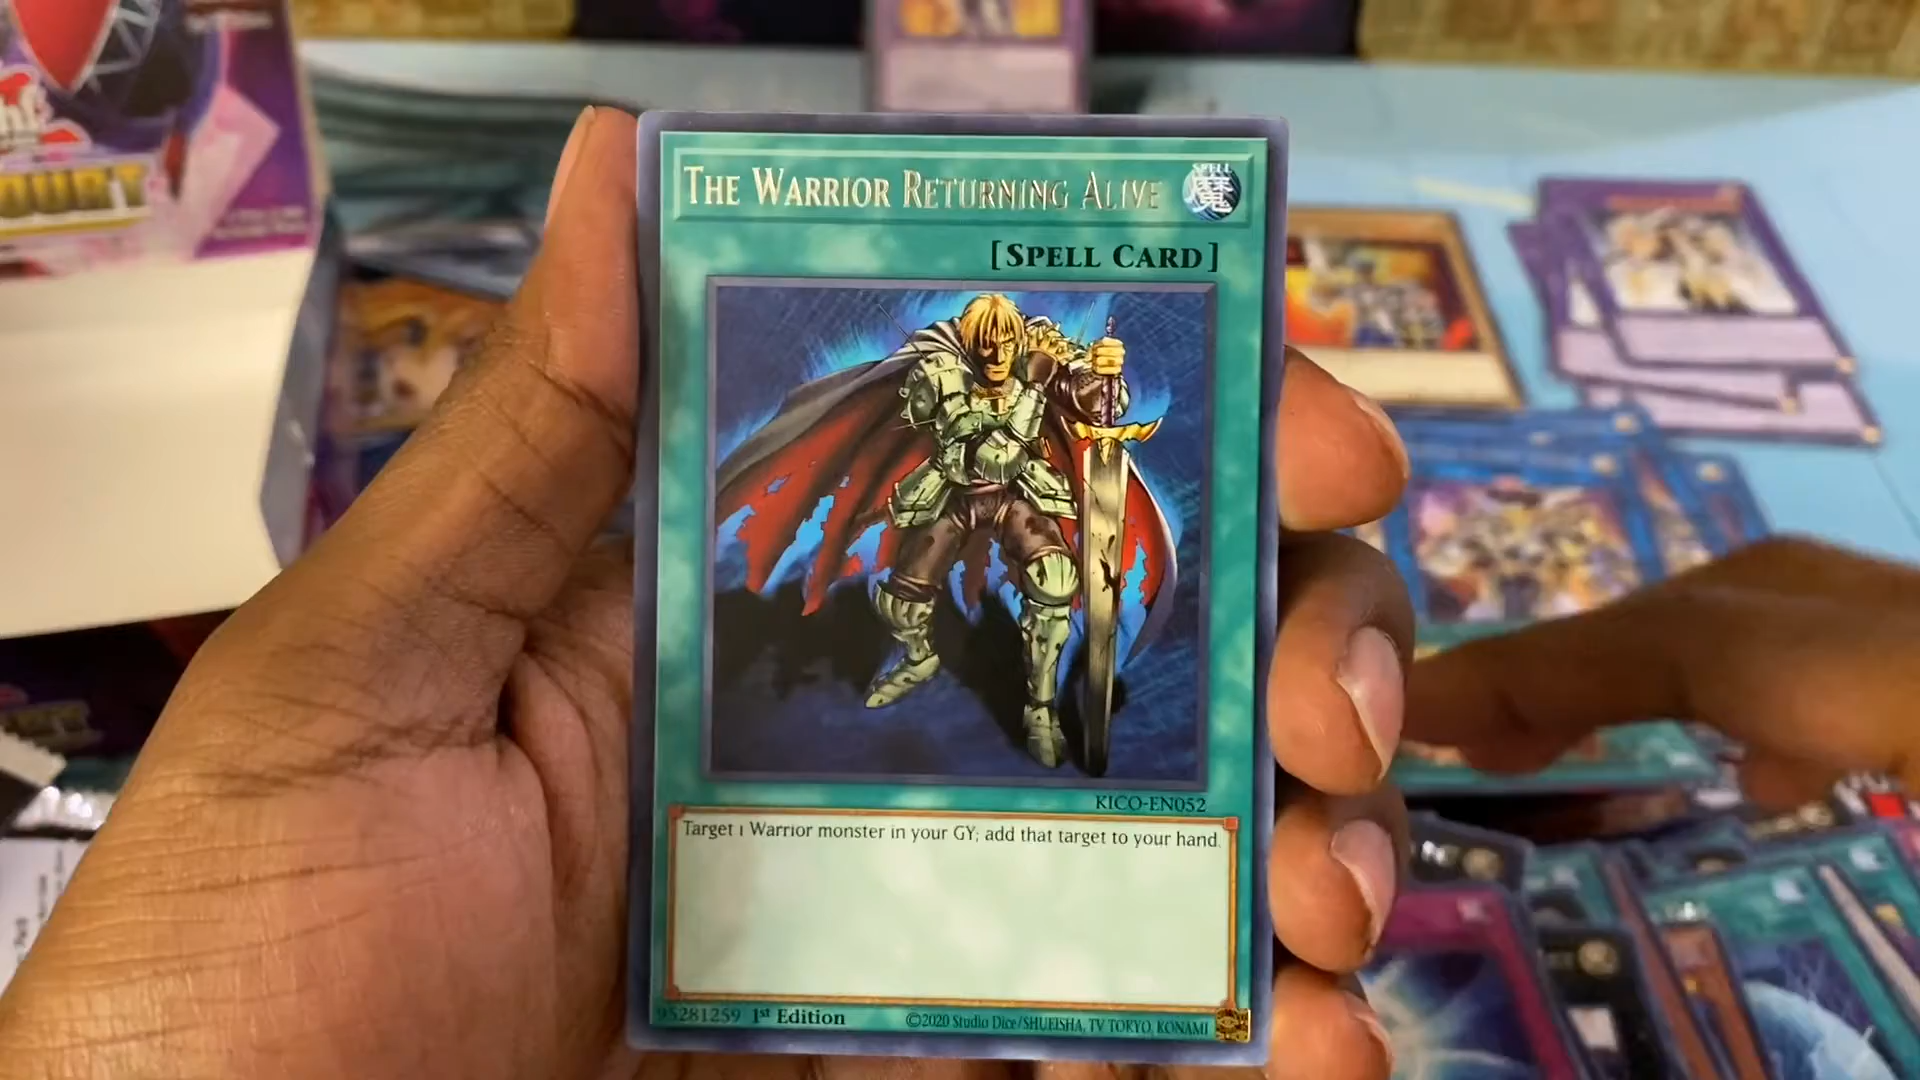 THE WARRIOR RETURNING ALIVE
SPELL
魔
[SPELL CARD]
KICO-EN052
Target 1 Warrior monster in your GY; add that target to your hand.
95281259 1st Edition
©2020 Studio Dice/SHUEISHA, TV TOKYO, KONAMI